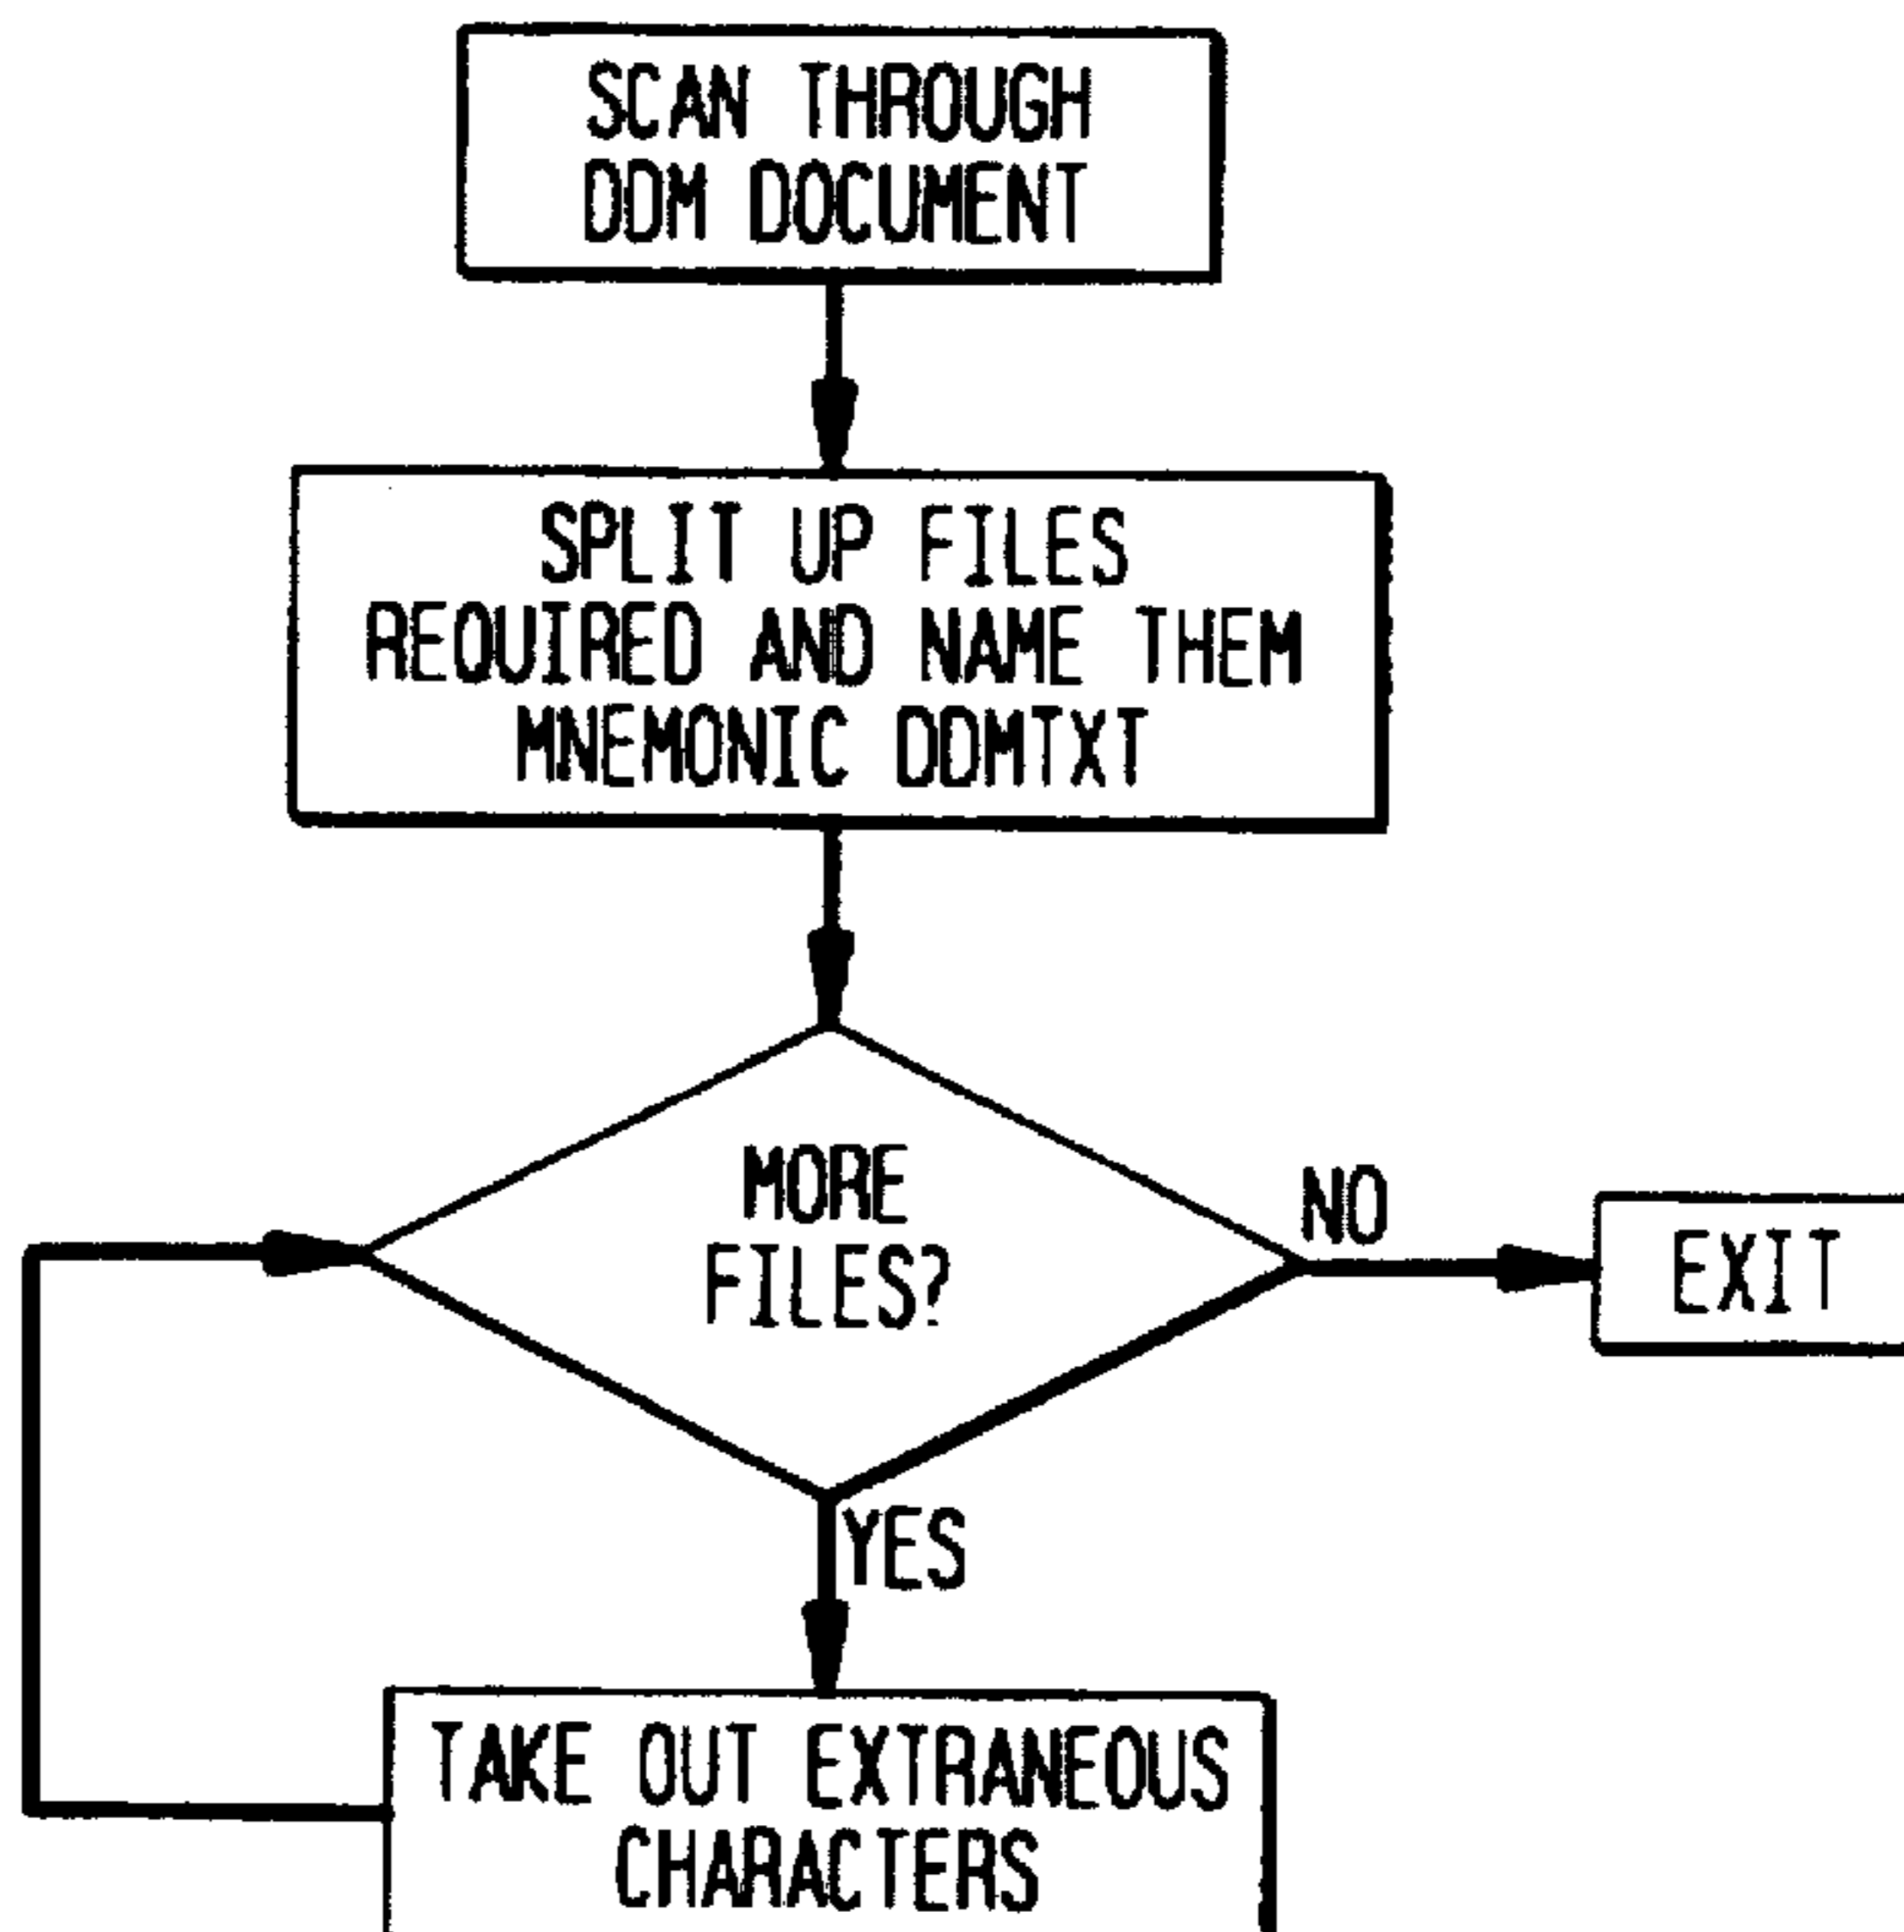 SCAN THROUGH
DDM DOCUMENT
SPLIT UP FILES
REQUIRED AND NAME THEM
MNEMONIC DDMTXT
MORE
FILES?
NO
EXIT
YES
TAKE OUT EXTRANEOUS
CHARACTERS